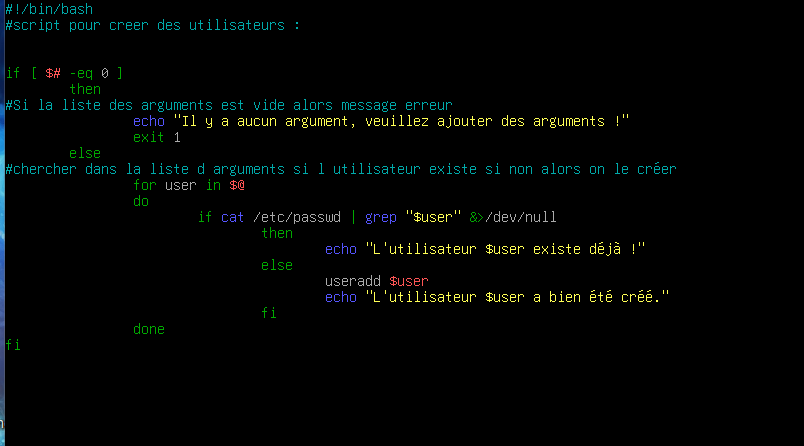 #!/bin/bash
#script pour creer des utilisateurs :
if [ $# -eq 0 ]
then
#Si la liste des arguments est vide alors message erreur
echo "Il y a aucun argument, veuillez ajouter des arguments !"
exit 1
else
#chercher dans la liste d arguments si l utilisateur existe si non alors on le créer
for user in $@
do
if cat /etc/passwd | grep "$user" &>/dev/null
then
echo "L'utilisateur $user existe déjà !"
else
useradd $user
echo "L'utilisateur $user a bien été créé."
fi
done
fi